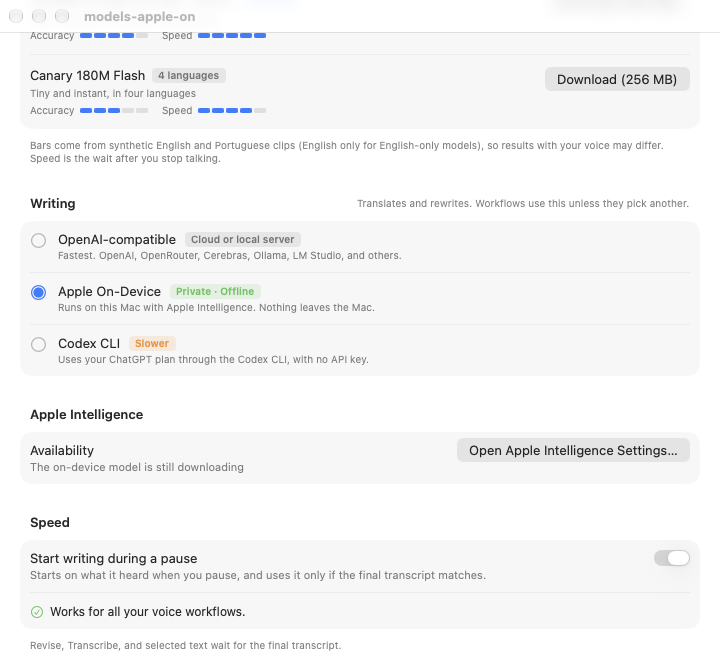 models-apple-on
Accuracy Speed
Canary 180M Flash 4 languages
Download (256 MB)
Tiny and instant, in four languages
Accuracy Speed
Bars come from synthetic English and Portuguese clips (English only for English-only models), so results with your voice may differ.
Speed is the wait after you stop talking.
Writing
Translates and rewrites. Workflows use this unless they pick another.
OpenAI-compatible Cloud or local server
Fastest. OpenAI, OpenRouter, Cerebras, Ollama, LM Studio, and others.
Apple On-Device Private · Offline
Runs on this Mac with Apple Intelligence. Nothing leaves the Mac.
Codex CLI Slower
Uses your ChatGPT plan through the Codex CLI, with no API key.
Apple Intelligence
Availability
Open Apple Intelligence Settings...
The on-device model is still downloading
Speed
Start writing during a pause
Starts on what it heard when you pause, and uses it only if the final transcript matches.
Works for all your voice workflows.
Revise, Transcribe, and selected text wait for the final transcript.